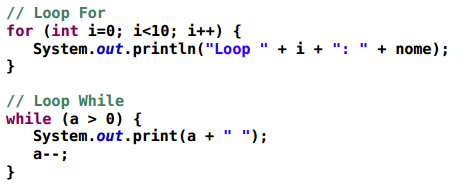 // Loop For
for (int i=0; i<10; i++) {
   System.out.println("Loop " + i + ": " + nome);
}

// Loop While
while (a > 0) {
   System.out.print(a + " ");
   a--;
}